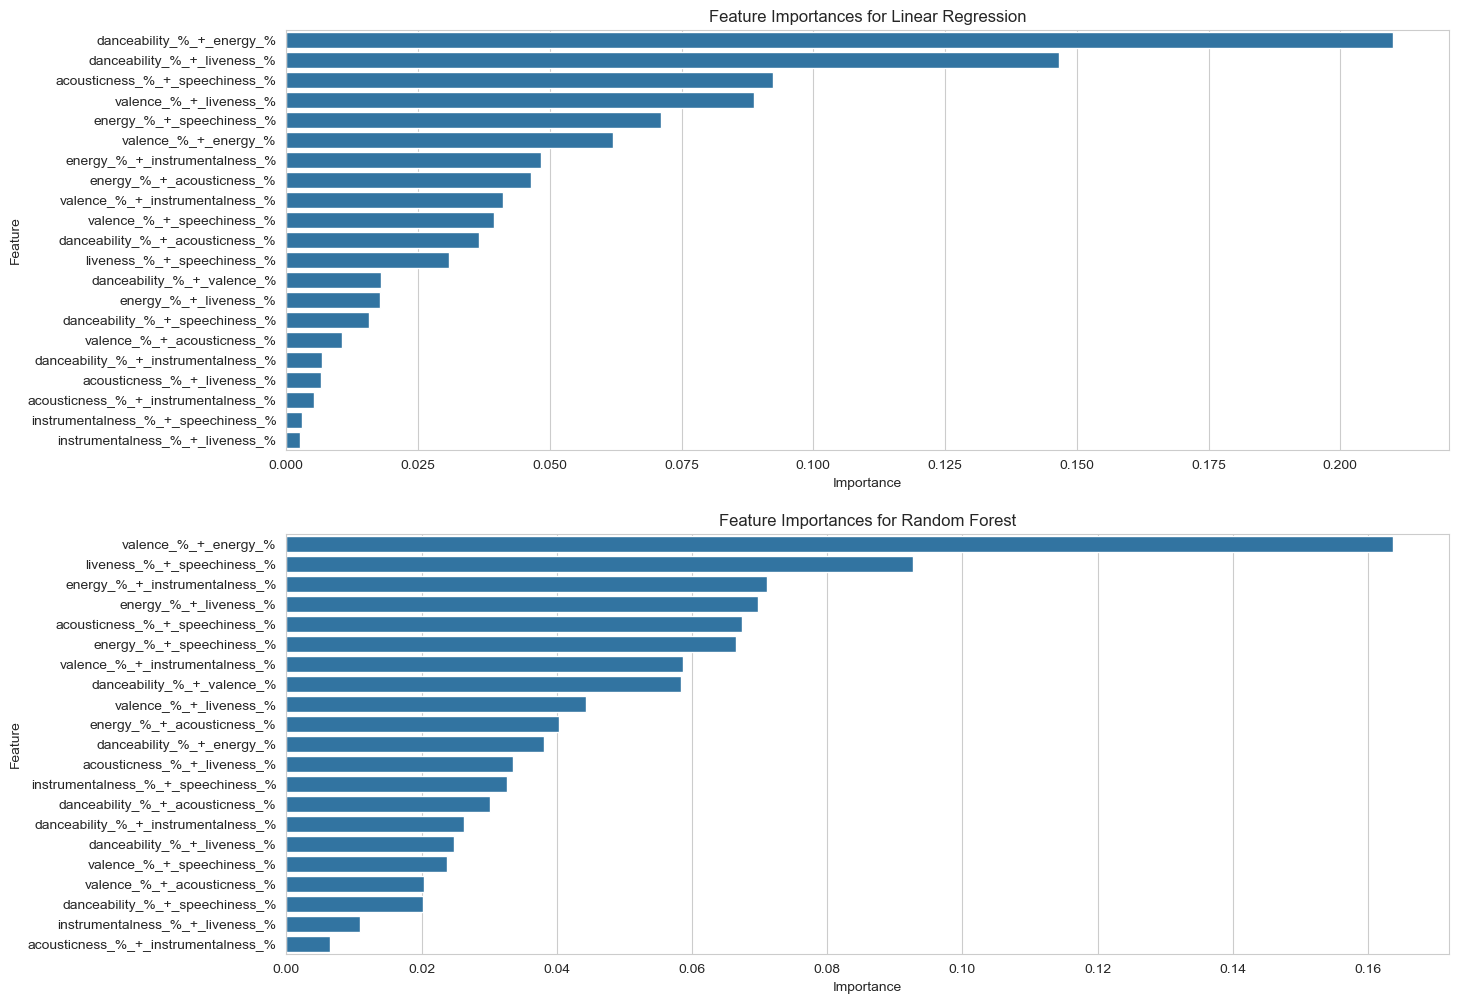 Feature Importances for Linear Regression
Feature
danceability_%_+_energy_%
danceability_%_+_liveness_%
acousticness_%_+_speechiness_%
valence_%_+_liveness_%
energy_%_+_speechiness_%
valence_%_+_energy_%
energy_%_+_instrumentalness_%
energy_%_+_acousticness_%
valence_%_+_instrumentalness_%
valence_%_+_speechiness_%
danceability_%_+_acousticness_%
liveness_%_+_speechiness_%
danceability_%_+_valence_%
energy_%_+_liveness_%
danceability_%_+_speechiness_%
valence_%_+_acousticness_%
danceability_%_+_instrumentalness_%
acousticness_%_+_liveness_%
acousticness_%_+_instrumentalness_%
instrumentalness_%_+_speechiness_%
instrumentalness_%_+_liveness_%
0.000 0.025 0.050 0.075 0.100 0.125 0.150 0.175 0.200
Importance
Feature Importances for Random Forest
Feature
valence_%_+_energy_%
liveness_%_+_speechiness_%
energy_%_+_instrumentalness_%
energy_%_+_liveness_%
acousticness_%_+_speechiness_%
energy_%_+_speechiness_%
valence_%_+_instrumentalness_%
danceability_%_+_valence_%
valence_%_+_liveness_%
energy_%_+_acousticness_%
danceability_%_+_energy_%
acousticness_%_+_liveness_%
instrumentalness_%_+_speechiness_%
danceability_%_+_acousticness_%
danceability_%_+_instrumentalness_%
danceability_%_+_liveness_%
valence_%_+_speechiness_%
valence_%_+_acousticness_%
danceability_%_+_speechiness_%
instrumentalness_%_+_liveness_%
acousticness_%_+_instrumentalness_%
0.00 0.02 0.04 0.06 0.08 0.10 0.12 0.14 0.16
Importance